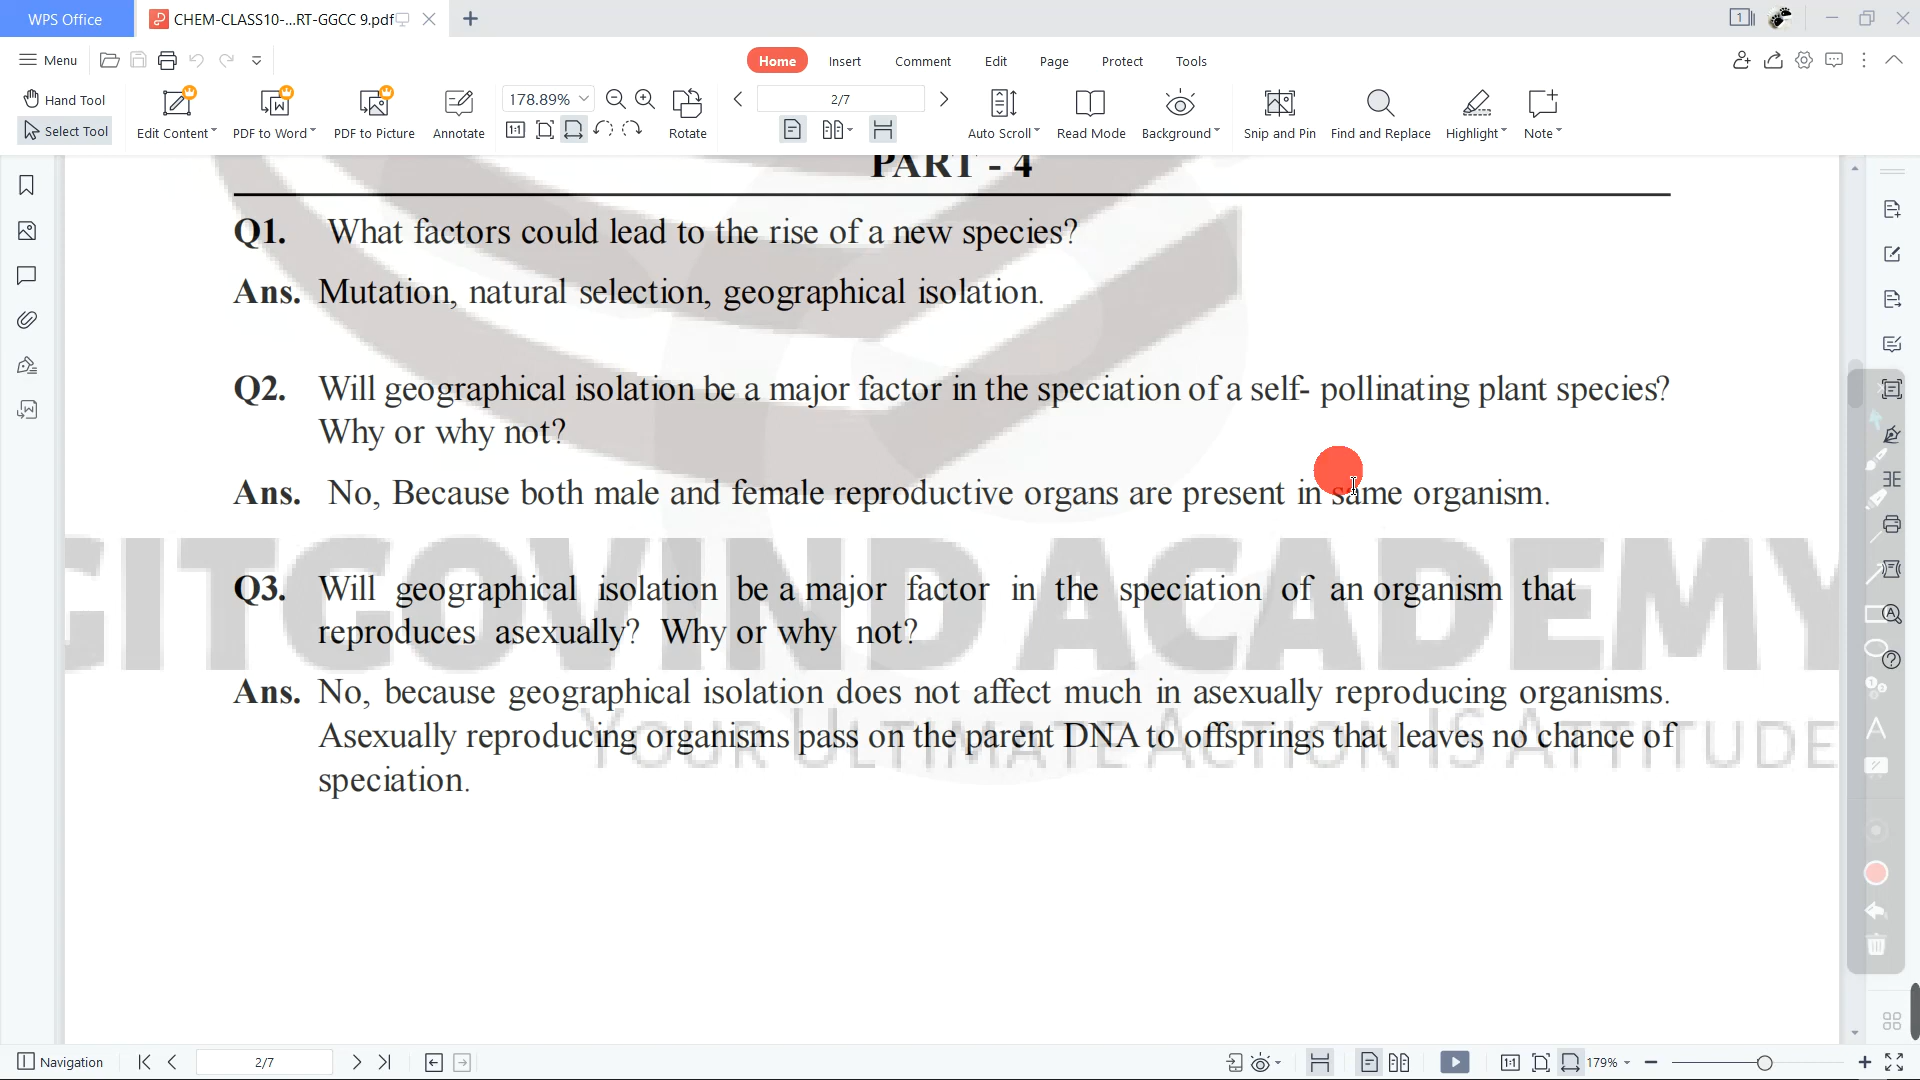 WPS Office
CHEM-CLASS10-...RT-GGCC 9.pdf
Menu
Home Insert Comment Edit Page Protect Tools
Hand Tool
Select Tool
Edit Content
PDF to Word
PDF to Picture
Annotate
178.89%
Rotate
2/7
Auto Scroll
Read Mode
Background
Snip and Pin
Find and Replace
Highlight
Note
PART - 4
Q1. What factors could lead to the rise of a new species?
Ans. Mutation, natural selection, geographical isolation.
Q2. Will geographical isolation be a major factor in the speciation of a self- pollinating plant species?
Why or why not?
Ans. No, Because both male and female reproductive organs are present in same organism.
GITGOVIND ACADEMY
Q3. Will geographical isolation be a major factor in the speciation of an organism that
reproduces asexually? Why or why not?
Ans. No, because geographical isolation does not affect much in asexually reproducing organisms.
Asexually reproducing organisms pass on the parent DNA to offsprings that leaves no chance of
YOUR ULTIMATE ACTION IS ATTITUDE
speciation.
Navigation
2/7
179%